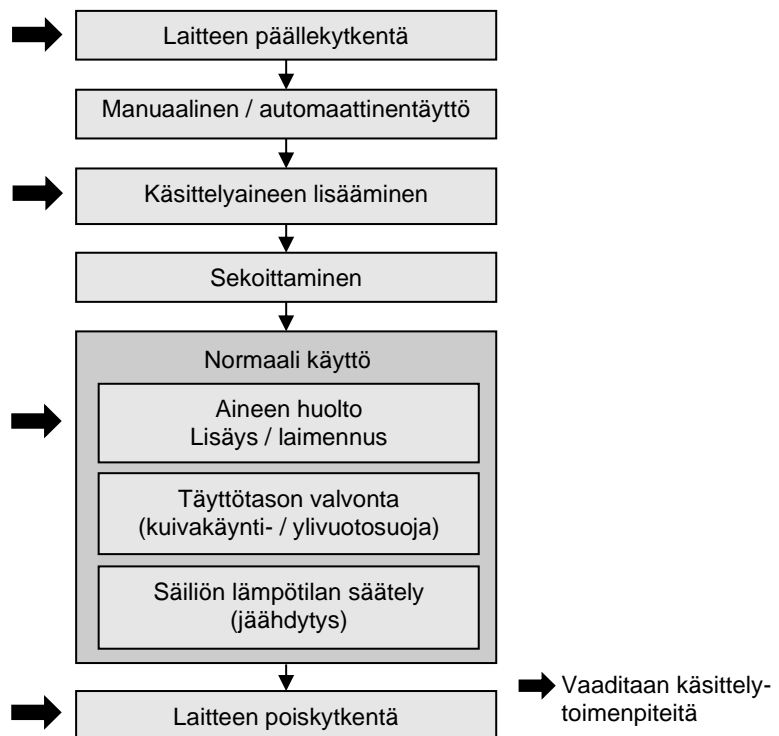 Laitteen päällekytkentä
Manuaalinen / automaattinentäyttö
Käsittelyaineen lisääminen
Sekoittaminen
Normaali käyttö
Aineen huolto
Lisäys / laimennus
Täyttötason valvonta
(kuivakäynti- / ylivuotosuoja)
Säiliön lämpötilan säätely
(jäähdytys)
Laitteen poiskytkentä
Vaaditaan käsittely-
toimenpiteitä